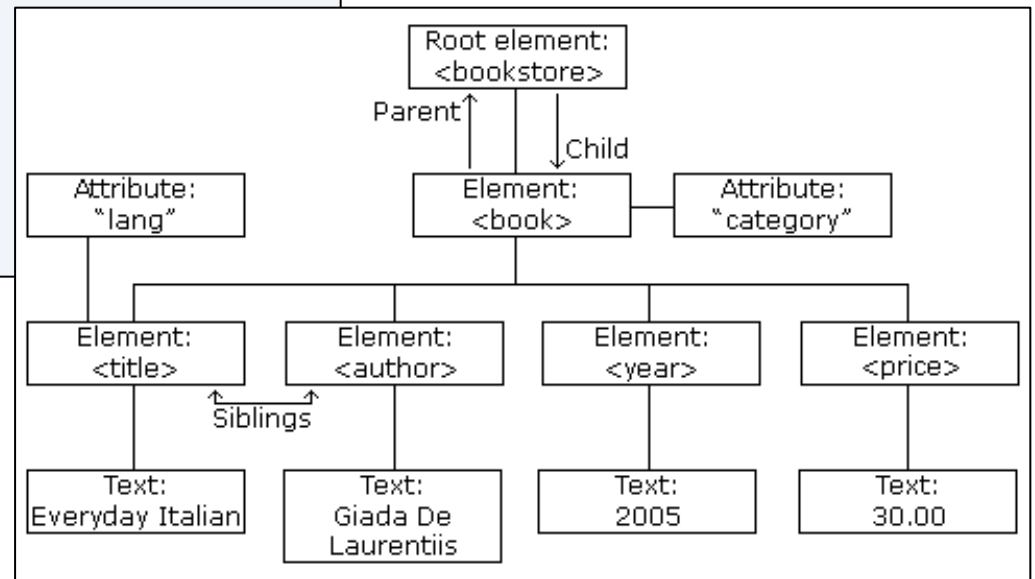 Root element:
<bookstore>
Parent
Child
Attribute:
“lang”
Element:
<book>
Attribute:
“category”
Element:
<title>
Element:
<author>
Element:
<year>
Element:
<price>
Siblings
Text:
Everyday Italian
Text:
Giada De
Laurentiis
Text:
2005
Text:
30.00